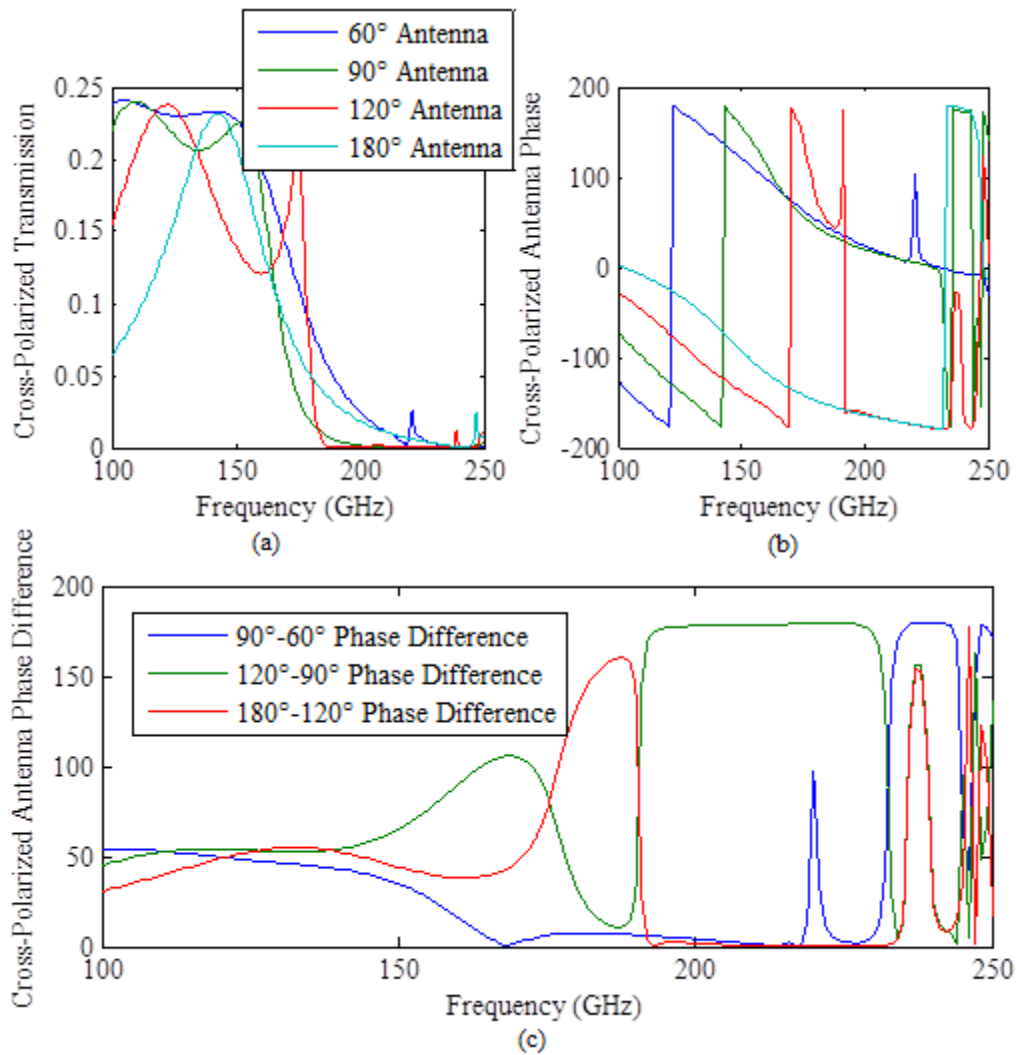 60° Antenna
90° Antenna
120° Antenna
180° Antenna
Cross-Polarized Transmission
0.25
0.2
0.15
0.1
0.05
0
100
150
200
250
Frequency (GHz)
(a)
Cross-Polarized Antenna Phase
200
100
0
-100
-200
100
150
200
250
Frequency (GHz)
(b)
Cross-Polarized Antenna Phase Difference
200
150
100
50
0
90°-60° Phase Difference
120°-90° Phase Difference
180°-120° Phase Difference
100
150
200
250
Frequency (GHz)
(c)